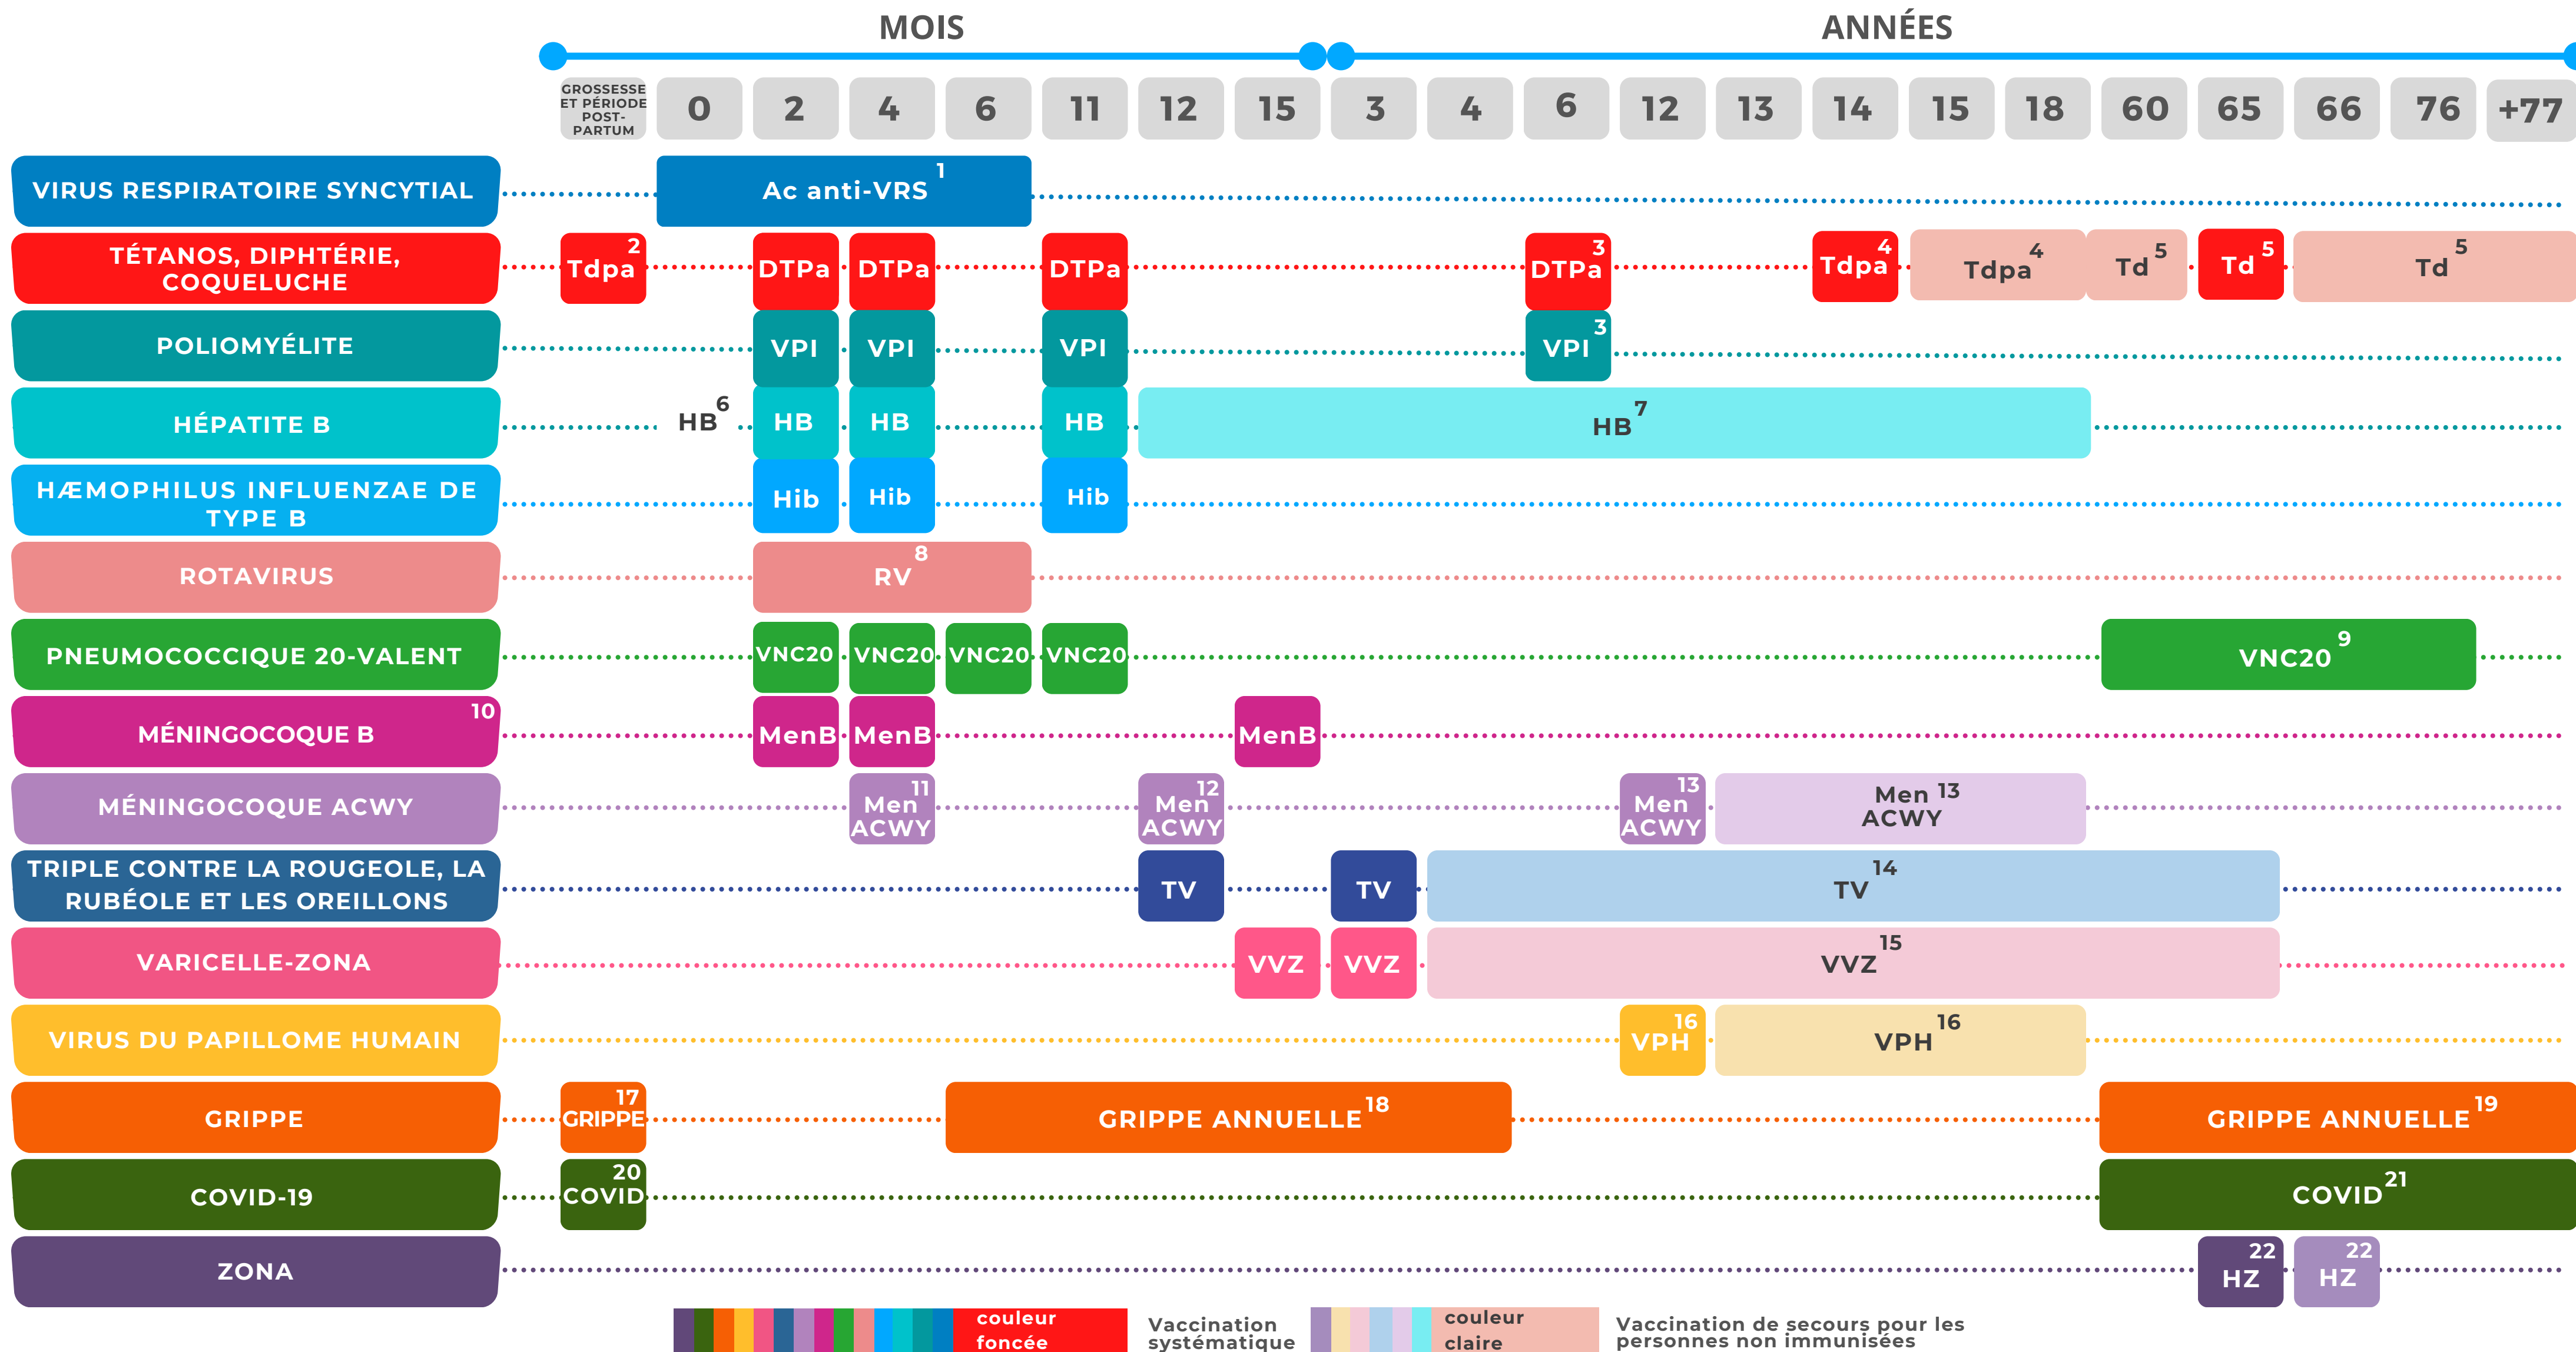 MOIS
ANNÉES
GROSSESSE
ET PÉRIODE
POST-
PARTUM
0
2
4
6
11
12
15
3
4
6
12
13
14
15
18
60
65
66
76
+77
VIRUS RESPIRATOIRE SYNCYTIAL
Ac anti-VRS 1
TÉTANOS, DIPHTÉRIE,
COQUELUCHE
Tdpa 2
DTPa
DTPa
DTPa
DTPa 3
Tdpa 4
Tdpa 4
Td 5
Td 5
Td 5
POLIOMYÉLITE
VPI
VPI
VPI
VPI 3
HÉPATITE B
HB 6
HB
HB
HB
HB 7
HÆMOPHILUS INFLUENZAE DE
TYPE B
Hib
Hib
Hib
ROTAVIRUS
RV 8
PNEUMOCOCCIQUE 20-VALENT
VNC20
VNC20
VNC20
VNC20
VNC20 9
MÉNINGOCOQUE B 10
MenB
MenB
MenB
MÉNINGOCOQUE ACWY
Men 11
ACWY
Men 12
ACWY
Men 13
ACWY
Men 13
ACWY
TRIPLE CONTRE LA ROUGEOLE, LA
RUBÉOLE ET LES OREILLONS
TV
TV
TV 14
VARICELLE-ZONA
VVZ
VVZ
VVZ 15
VIRUS DU PAPILLOME HUMAIN
VPH 16
VPH 16
GRIPPE
GRIPPE 17
GRIPPE ANNUELLE 18
GRIPPE ANNUELLE 19
COVID-19
COVID 20
COVID 21
ZONA
HZ 22
HZ 22
couleur
foncée
Vaccination
systématique
couleur
claire
Vaccination de secours pour les
personnes non immunisées